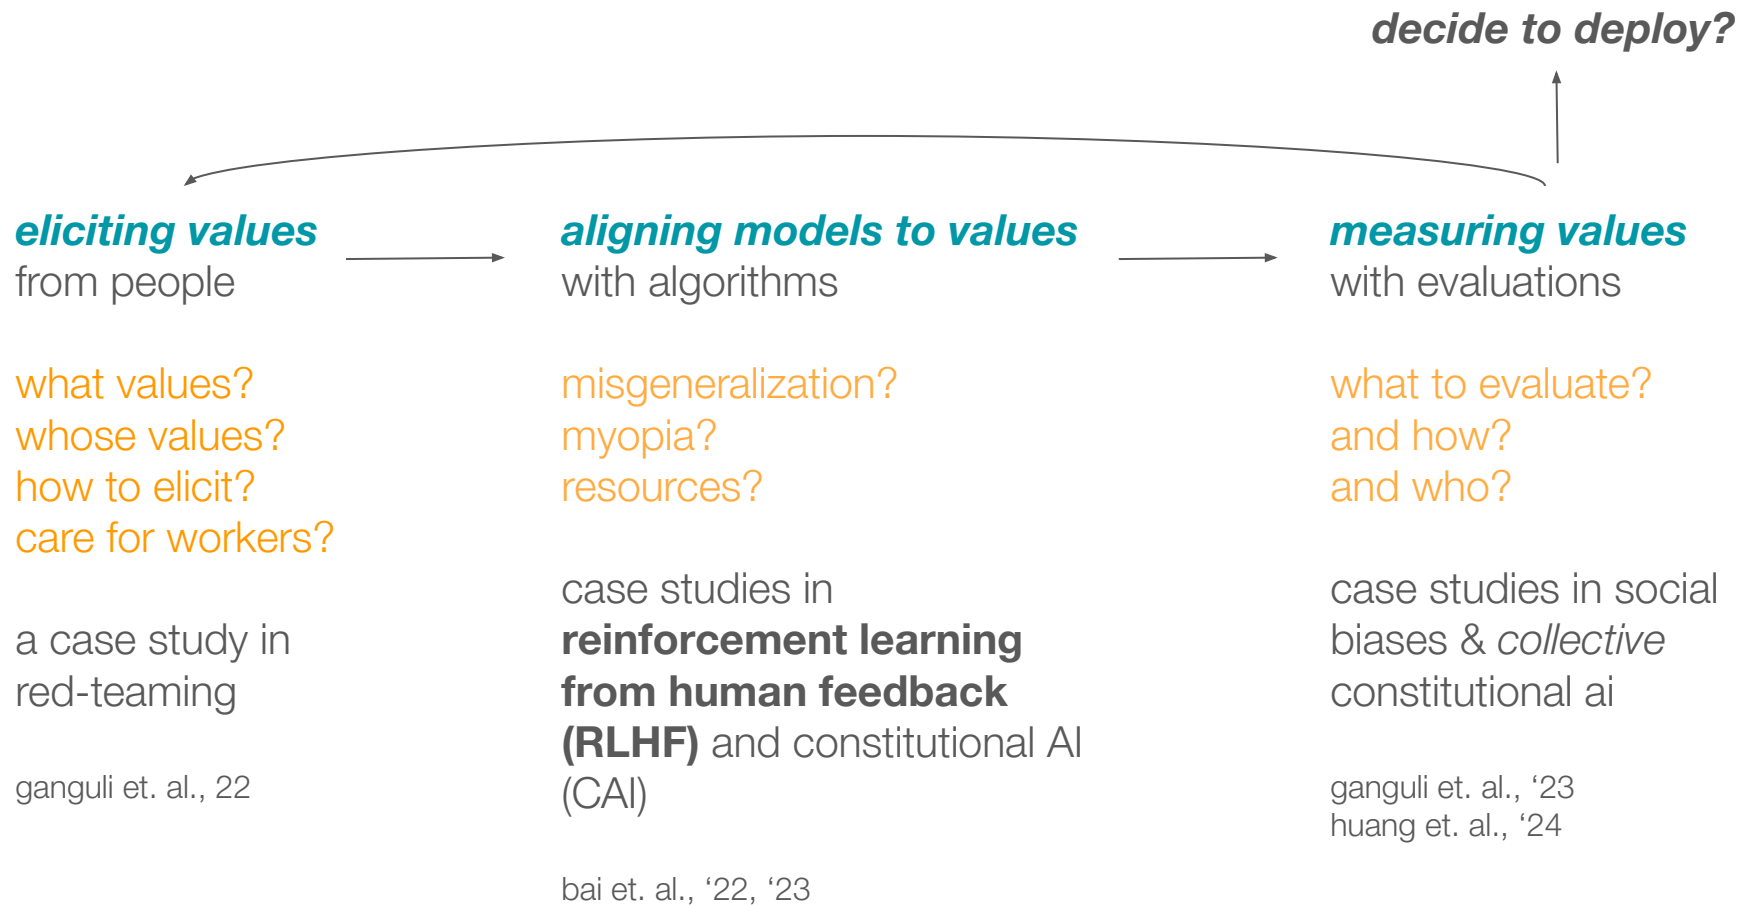 decide to deploy?
eliciting values
from people
what values?
whose values?
how to elicit?
care for workers?
a case study in
red-teaming
ganguli et. al., 22
aligning models to values
with algorithms
misgeneralization?
myopia?
resources?
case studies in
reinforcement learning
from human feedback
(RLHF) and constitutional AI
(CAI)
bai et. al., ‘22, ‘23
measuring values
with evaluations
what to evaluate?
and how?
and who?
case studies in social
biases & collective
constitutional ai
ganguli et. al., ‘23
huang et. al., ‘24